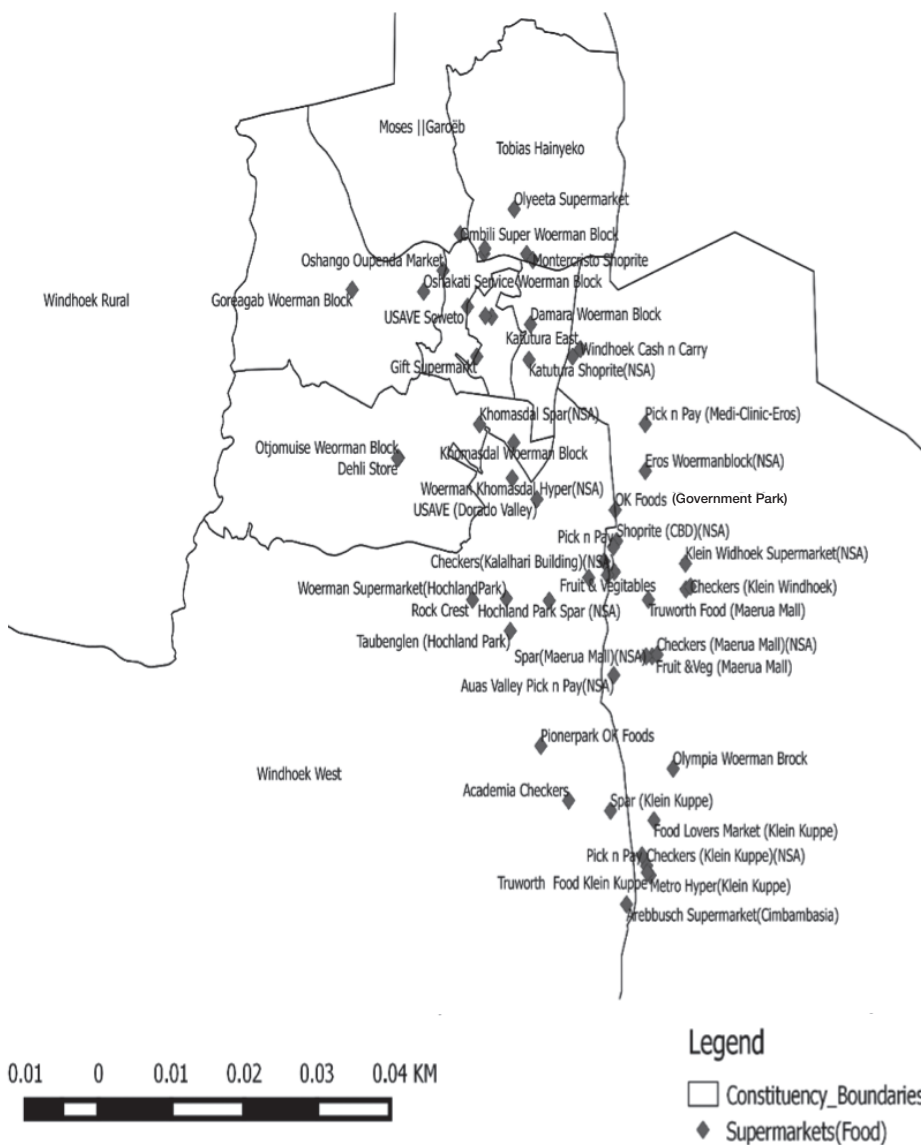 Moses ||Garoëb
Tobias Hainyeko
Olyeeta Supermarket
Ombili Super Woerman Block
Oshango Oupenda Market
Montercristo Shoprite
Oshakati Service Woerman Block
Windhoek Rural
Goreagab Woerman Block
USAVE Soweto
Damara Woerman Block
Katutura East
Windhoek Cash n Carry
Gift Supermarkt
Katutura Shoprite(NSA)
Khomasdal Spar(NSA)
Pick n Pay (Medi-Clinic-Eros)
Otjomuise Weorman Block
Khomasdal Woerman Block
Dehli Store
Eros Woermanblock(NSA)
Woerman Khomasdal Hyper(NSA)
USAVE (Dorado Valley)
OK Foods (Government Park)
Pick n Pay
Shoprite (CBD)(NSA)
Klein Widhoek Supermarket(NSA)
Checkers(Kalalhari Building)(NSA)
Woerman Supermarket(HochlandPark)
Fruit & Vegitables
Checkers (Klein Windhoek)
Rock Crest
Hochland Park Spar (NSA)
Truworth Food (Maerua Mall)
Taubenglen (Hochland Park)
Checkers (Maerua Mall)(NSA)
Spar(Maerua Mall)(NSA)
Fruit &Veg (Maerua Mall)
Auas Valley Pick n Pay(NSA)
Pionerpark OK Foods
Olympia Woerman Brock
Windhoek West
Academia Checkers
Spar (Klein Kuppe)
Food Lovers Market (Klein Kuppe)
Pick n Pay Checkers (Klein Kuppe)(NSA)
Truworth Food Klein Kuppe
Metro Hyper(Klein Kuppe)
Arebbusch Supermarket(Cimbambasia)
Legend
0.01 0 0.01 0.02 0.03 0.04 KM
Constituency_Boundaries
Supermarkets(Food)